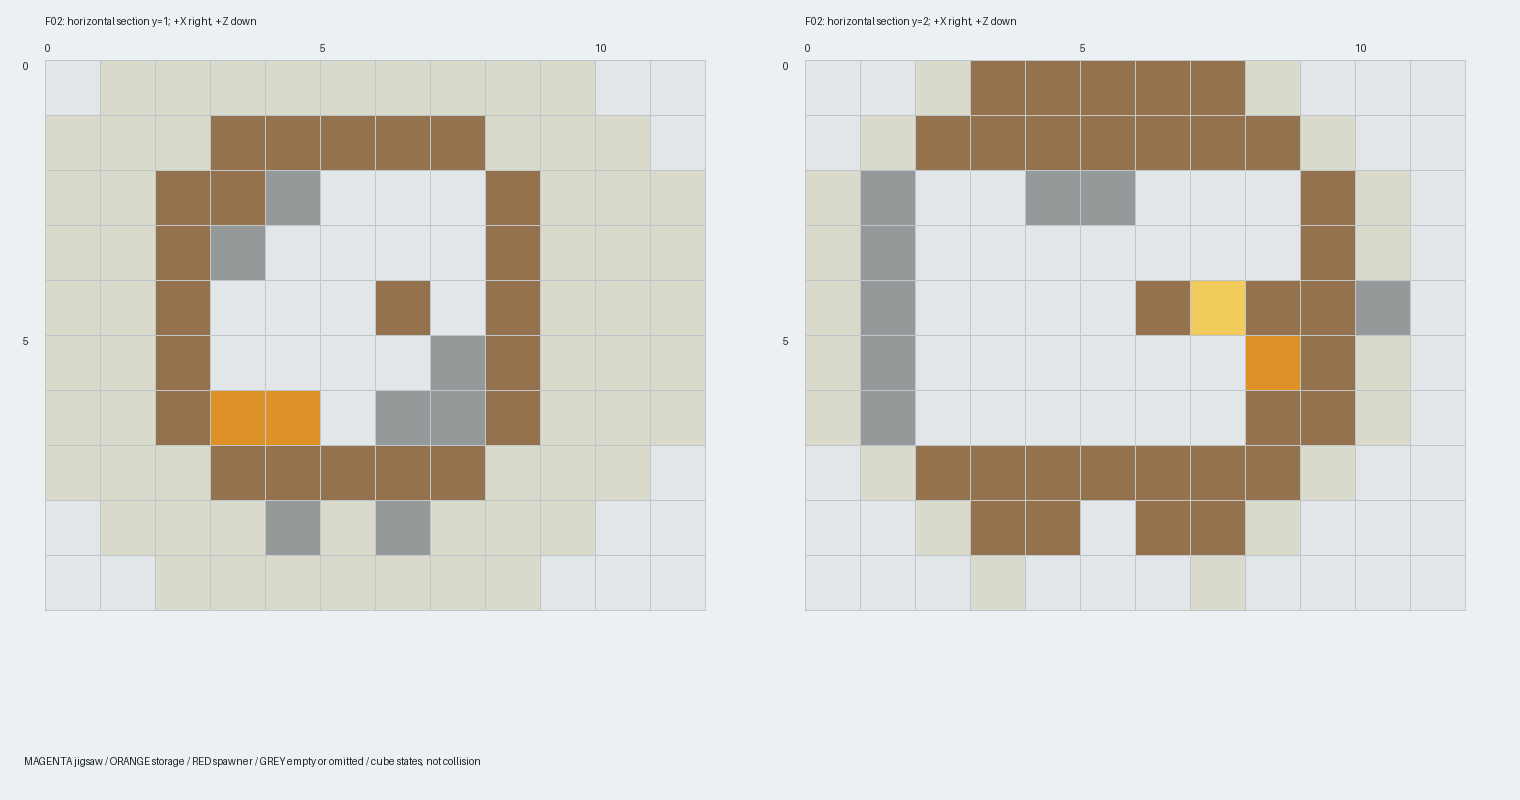 F02: horizontal section y=1; +X right, +Z down
F02: horizontal section y=2; +X right, +Z down
0 5 10
0 5 10
0
0
5
5
MAGENTA jigsaw / ORANGE storage / RED spawner / GREY empty or omitted / cube states, not collision